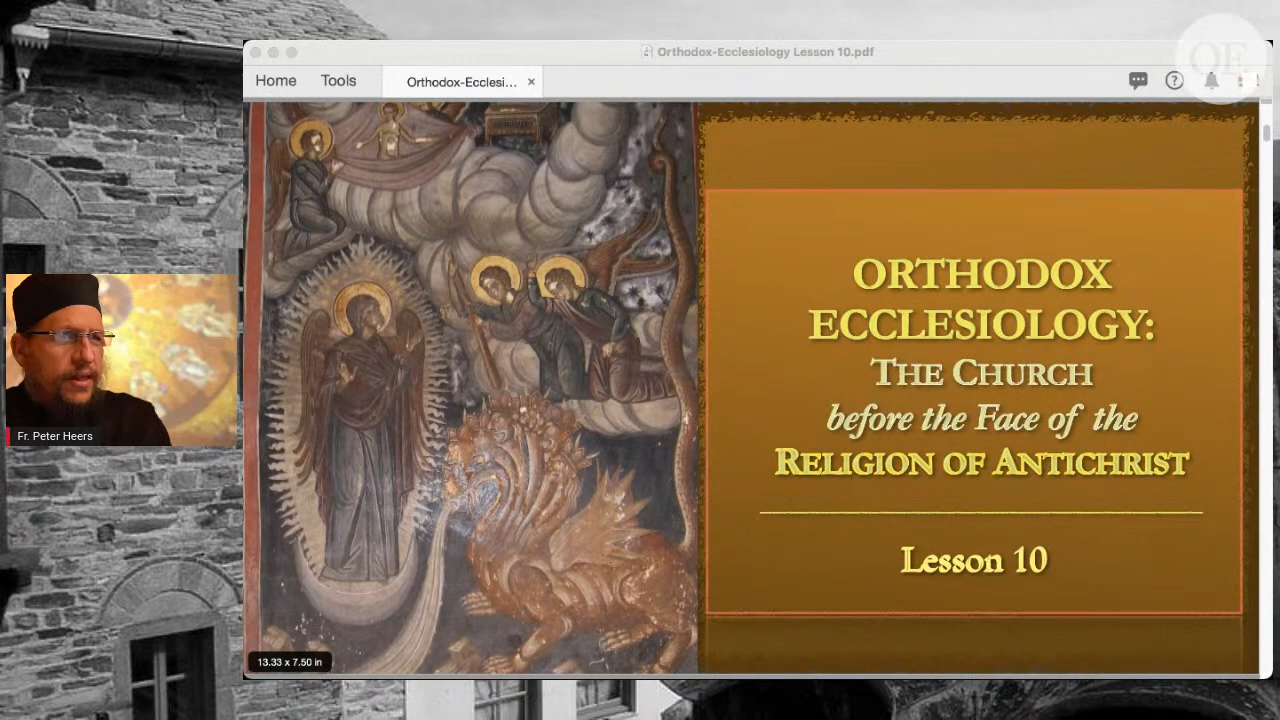 Orthodox-Ecclesiology Lesson 10.pdf
Home Tools Orthodox-Ecclesi... ×
OE
ORTHODOX
ECCLESIOLOGY:
THE CHURCH
before the Face of the
RELIGION OF ANTICHRIST
Lesson 10
Fr. Peter Heers
13.33 x 7.50 in